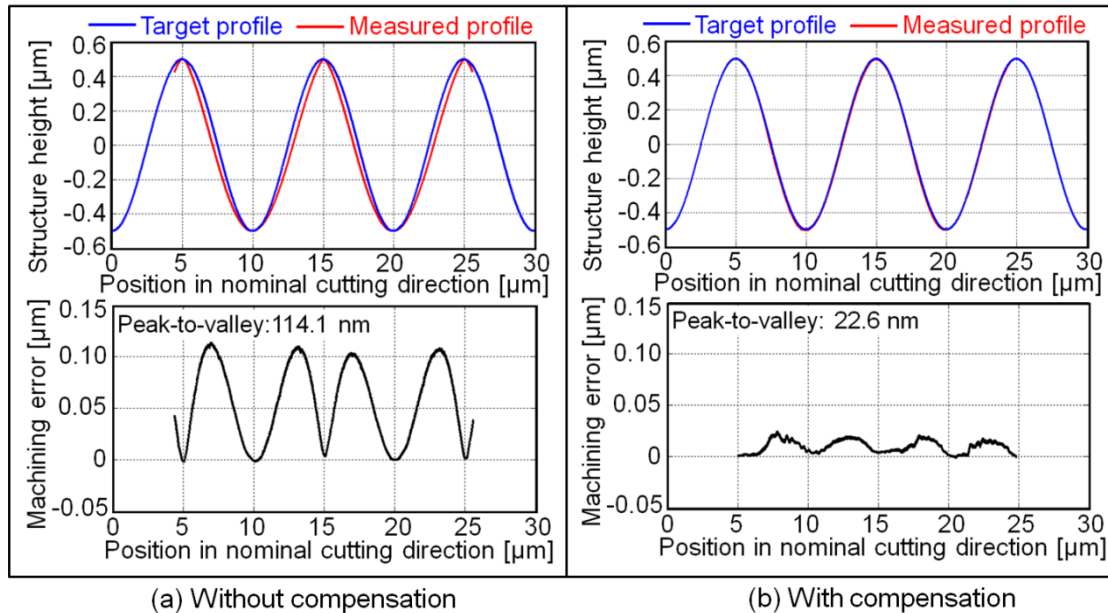 Target profile Measured profile
Structure height [µm]
0.6
0.4
0.2
0
-0.2
-0.4
-0.6
0 5 10 15 20 25 30
Position in nominal cutting direction [µm]
Machining error [µm]
0.15
0.10
0.05
0
-0.05
Peak-to-valley:114.1 nm
0 5 10 15 20 25 30
Position in nominal cutting direction [µm]
(a) Without compensation
Target profile Measured profile
Structure height [µm]
0.6
0.4
0.2
0
-0.2
-0.4
-0.6
0 5 10 15 20 25 30
Position in nominal cutting direction [µm]
Machining error [µm]
0.15
0.10
0.05
0
-0.05
Peak-to-valley: 22.6 nm
0 5 10 15 20 25 30
Position in nominal cutting direction [µm]
(b) With compensation